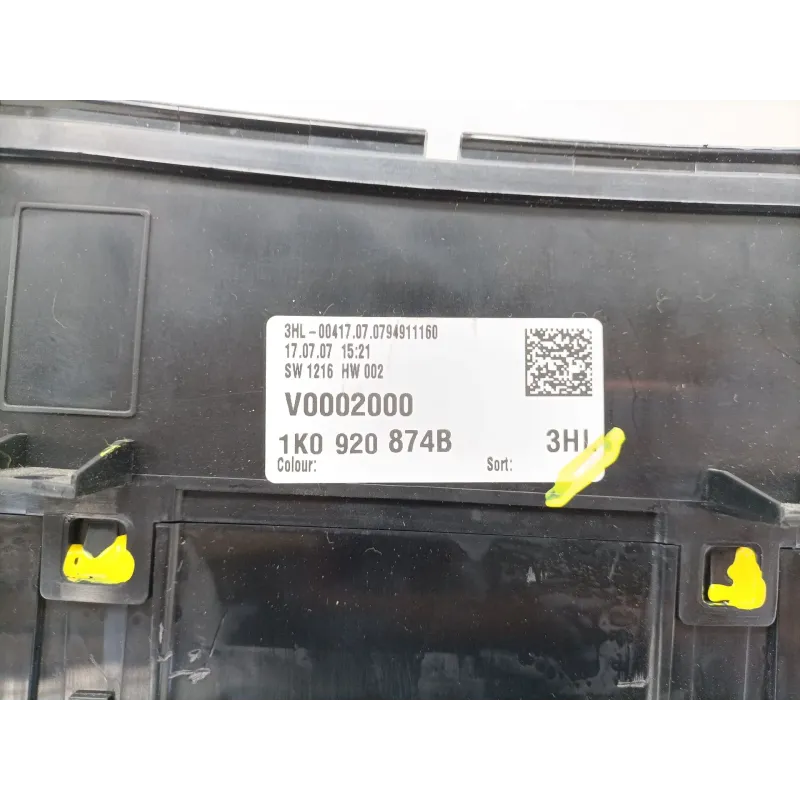 3HL-00417.07.0794911160
17.07.07 15:21
SW 1216 HW 002
V0002000
1K0 920 874B 3HL
Colour: Sort: